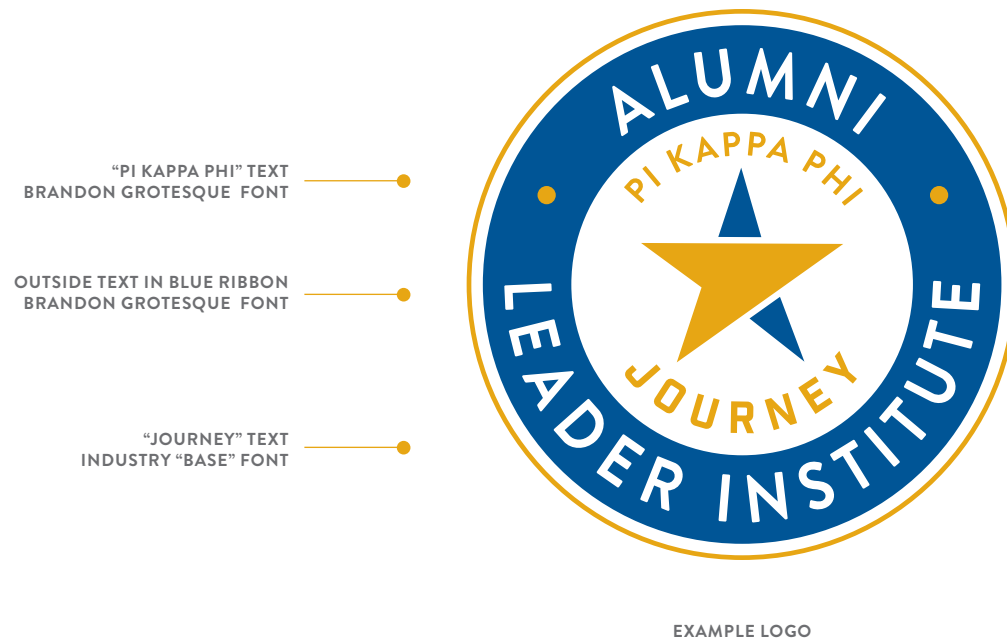 “PI KAPPA PHI” TEXT
BRANDON GROTESQUE FONT
OUTSIDE TEXT IN BLUE RIBBON
BRANDON GROTESQUE FONT
“JOURNEY” TEXT
INDUSTRY “BASE” FONT
ALUMNI
PI KAPPA PHI
JOURNEY
LEADER INSTITUTE
EXAMPLE LOGO